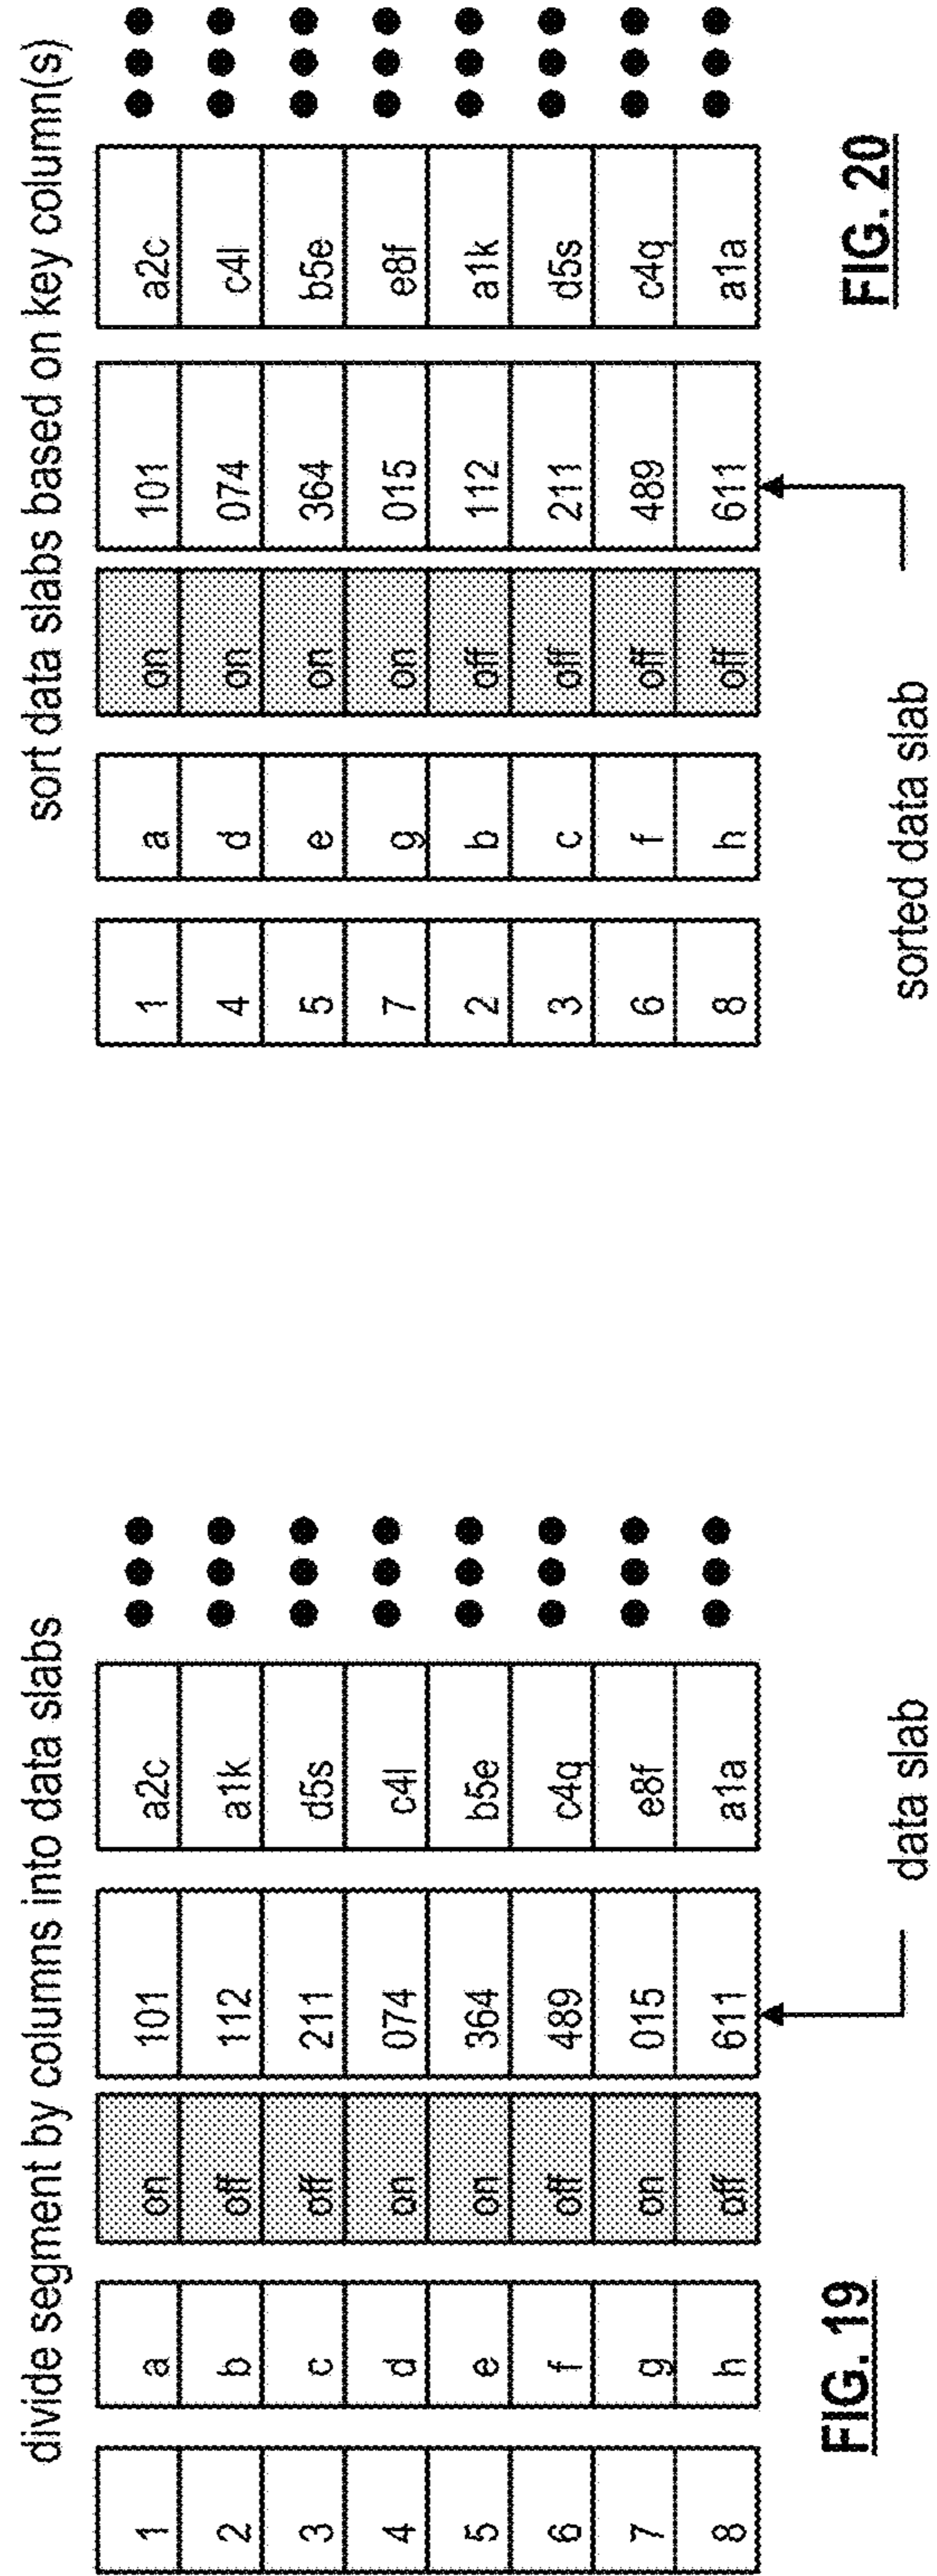 divide segment by columns into data slabs
1 a on 101 a2c
2 b off 112 a1k
3 c off 211 d5s
4 d on 074 c4l
5 e on 364 b5e
6 f off 489 c4q
7 g on 015 e8f
8 h off 611 a1a
data slab
FIG. 19
sort data slabs based on key column(s)
1 a on 101 a2c
4 d on 074 c4l
5 e on 364 b5e
7 g on 015 e8f
2 b off 112 a1k
3 c off 211 d5s
6 f off 489 c4q
8 h off 611 a1a
sorted data slab
FIG. 20